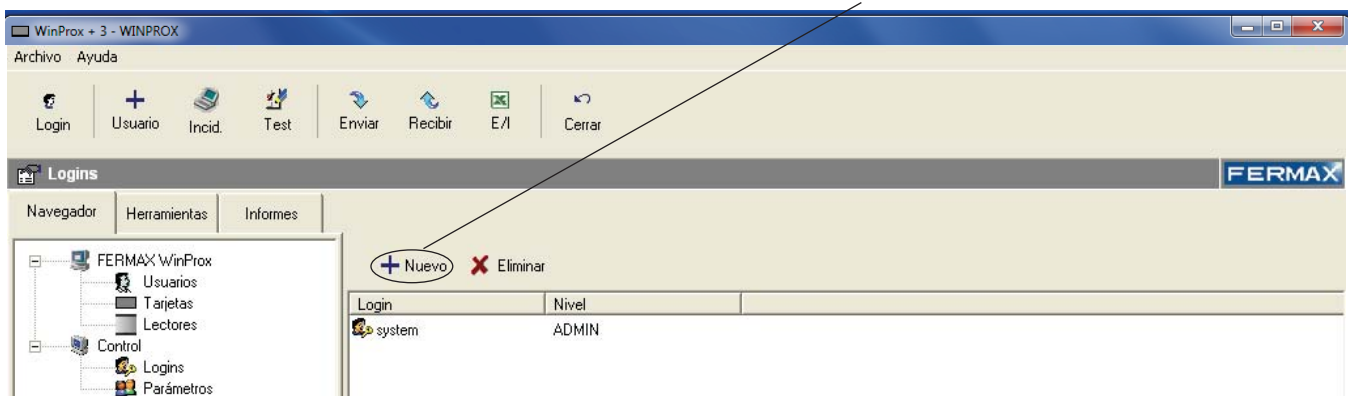 WinProx + 3 - WINPROX
Archivo Ayuda
Login Usuario Incid. Test Enviar Recibir E/I Cerrar
Logins FERMAX
Navegador Herramientas Informes
FERMAX WinProx
Usuarios
Tarjetas
Lectores
Control
Logins
Parámetros
Nuevo Eliminar
Login Nivel
system ADMIN